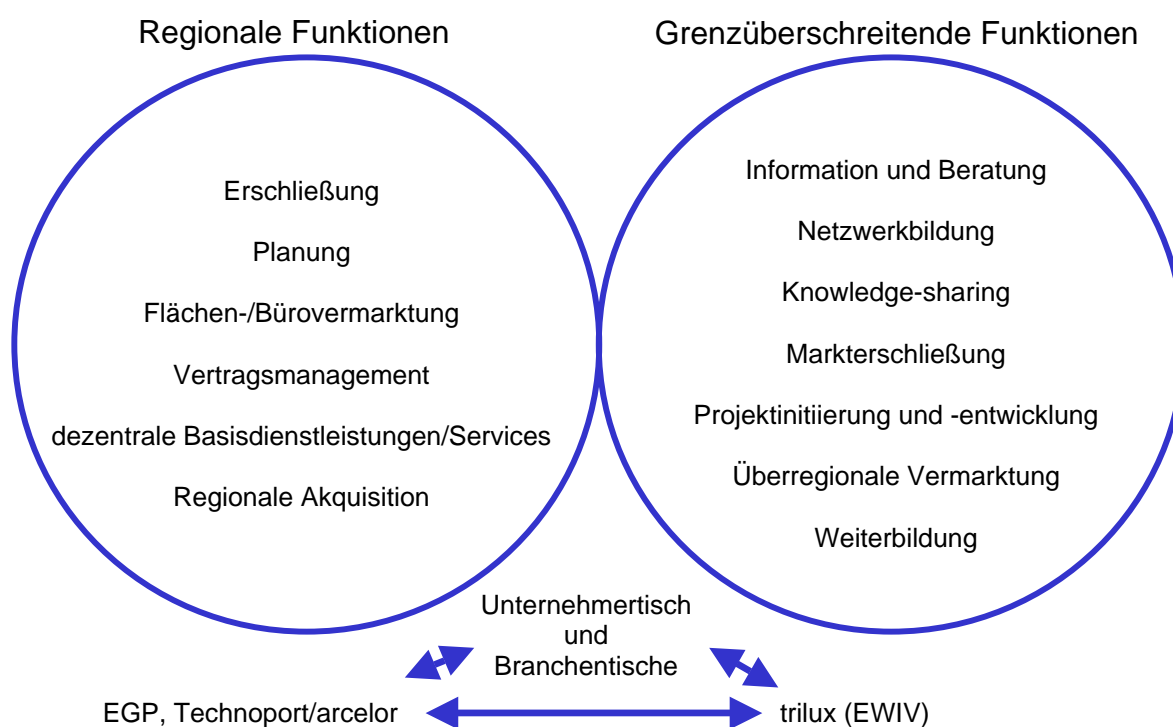 Regionale Funktionen
Grenzüberschreitende Funktionen
Erschließung
Planung
Flächen-/Bürovermarktung
Vertragsmanagement
dezentrale Basisdienstleistungen/Services
Regionale Akquisition
Information und Beratung
Netzwerkbildung
Knowledge-sharing
Markterschließung
Projektinitiierung und -entwicklung
Überregionale Vermarktung
Weiterbildung
Unternehmertisch
und
Branchentische
EGP, Technoport/arcelor
trilux (EWIV)